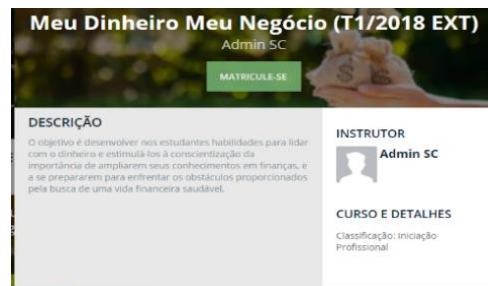 Meu Dinheiro Meu Negócio (T1/2018 EXT)
Admin SC
MATRICULE-SE
DESCRIÇÃO
O objetivo é desenvolver nos estudantes habilidades para lidar
com o dinheiro e estimulá-los à conscientização da
importância de ampliarem seus conhecimentos em finanças, e
a se prepararem para enfrentar os obstáculos proporcionados
pela busca de uma vida financeira saudável.
INSTRUTOR
Admin SC
CURSO E DETALHES
Classificação: Iniciação
Profissional